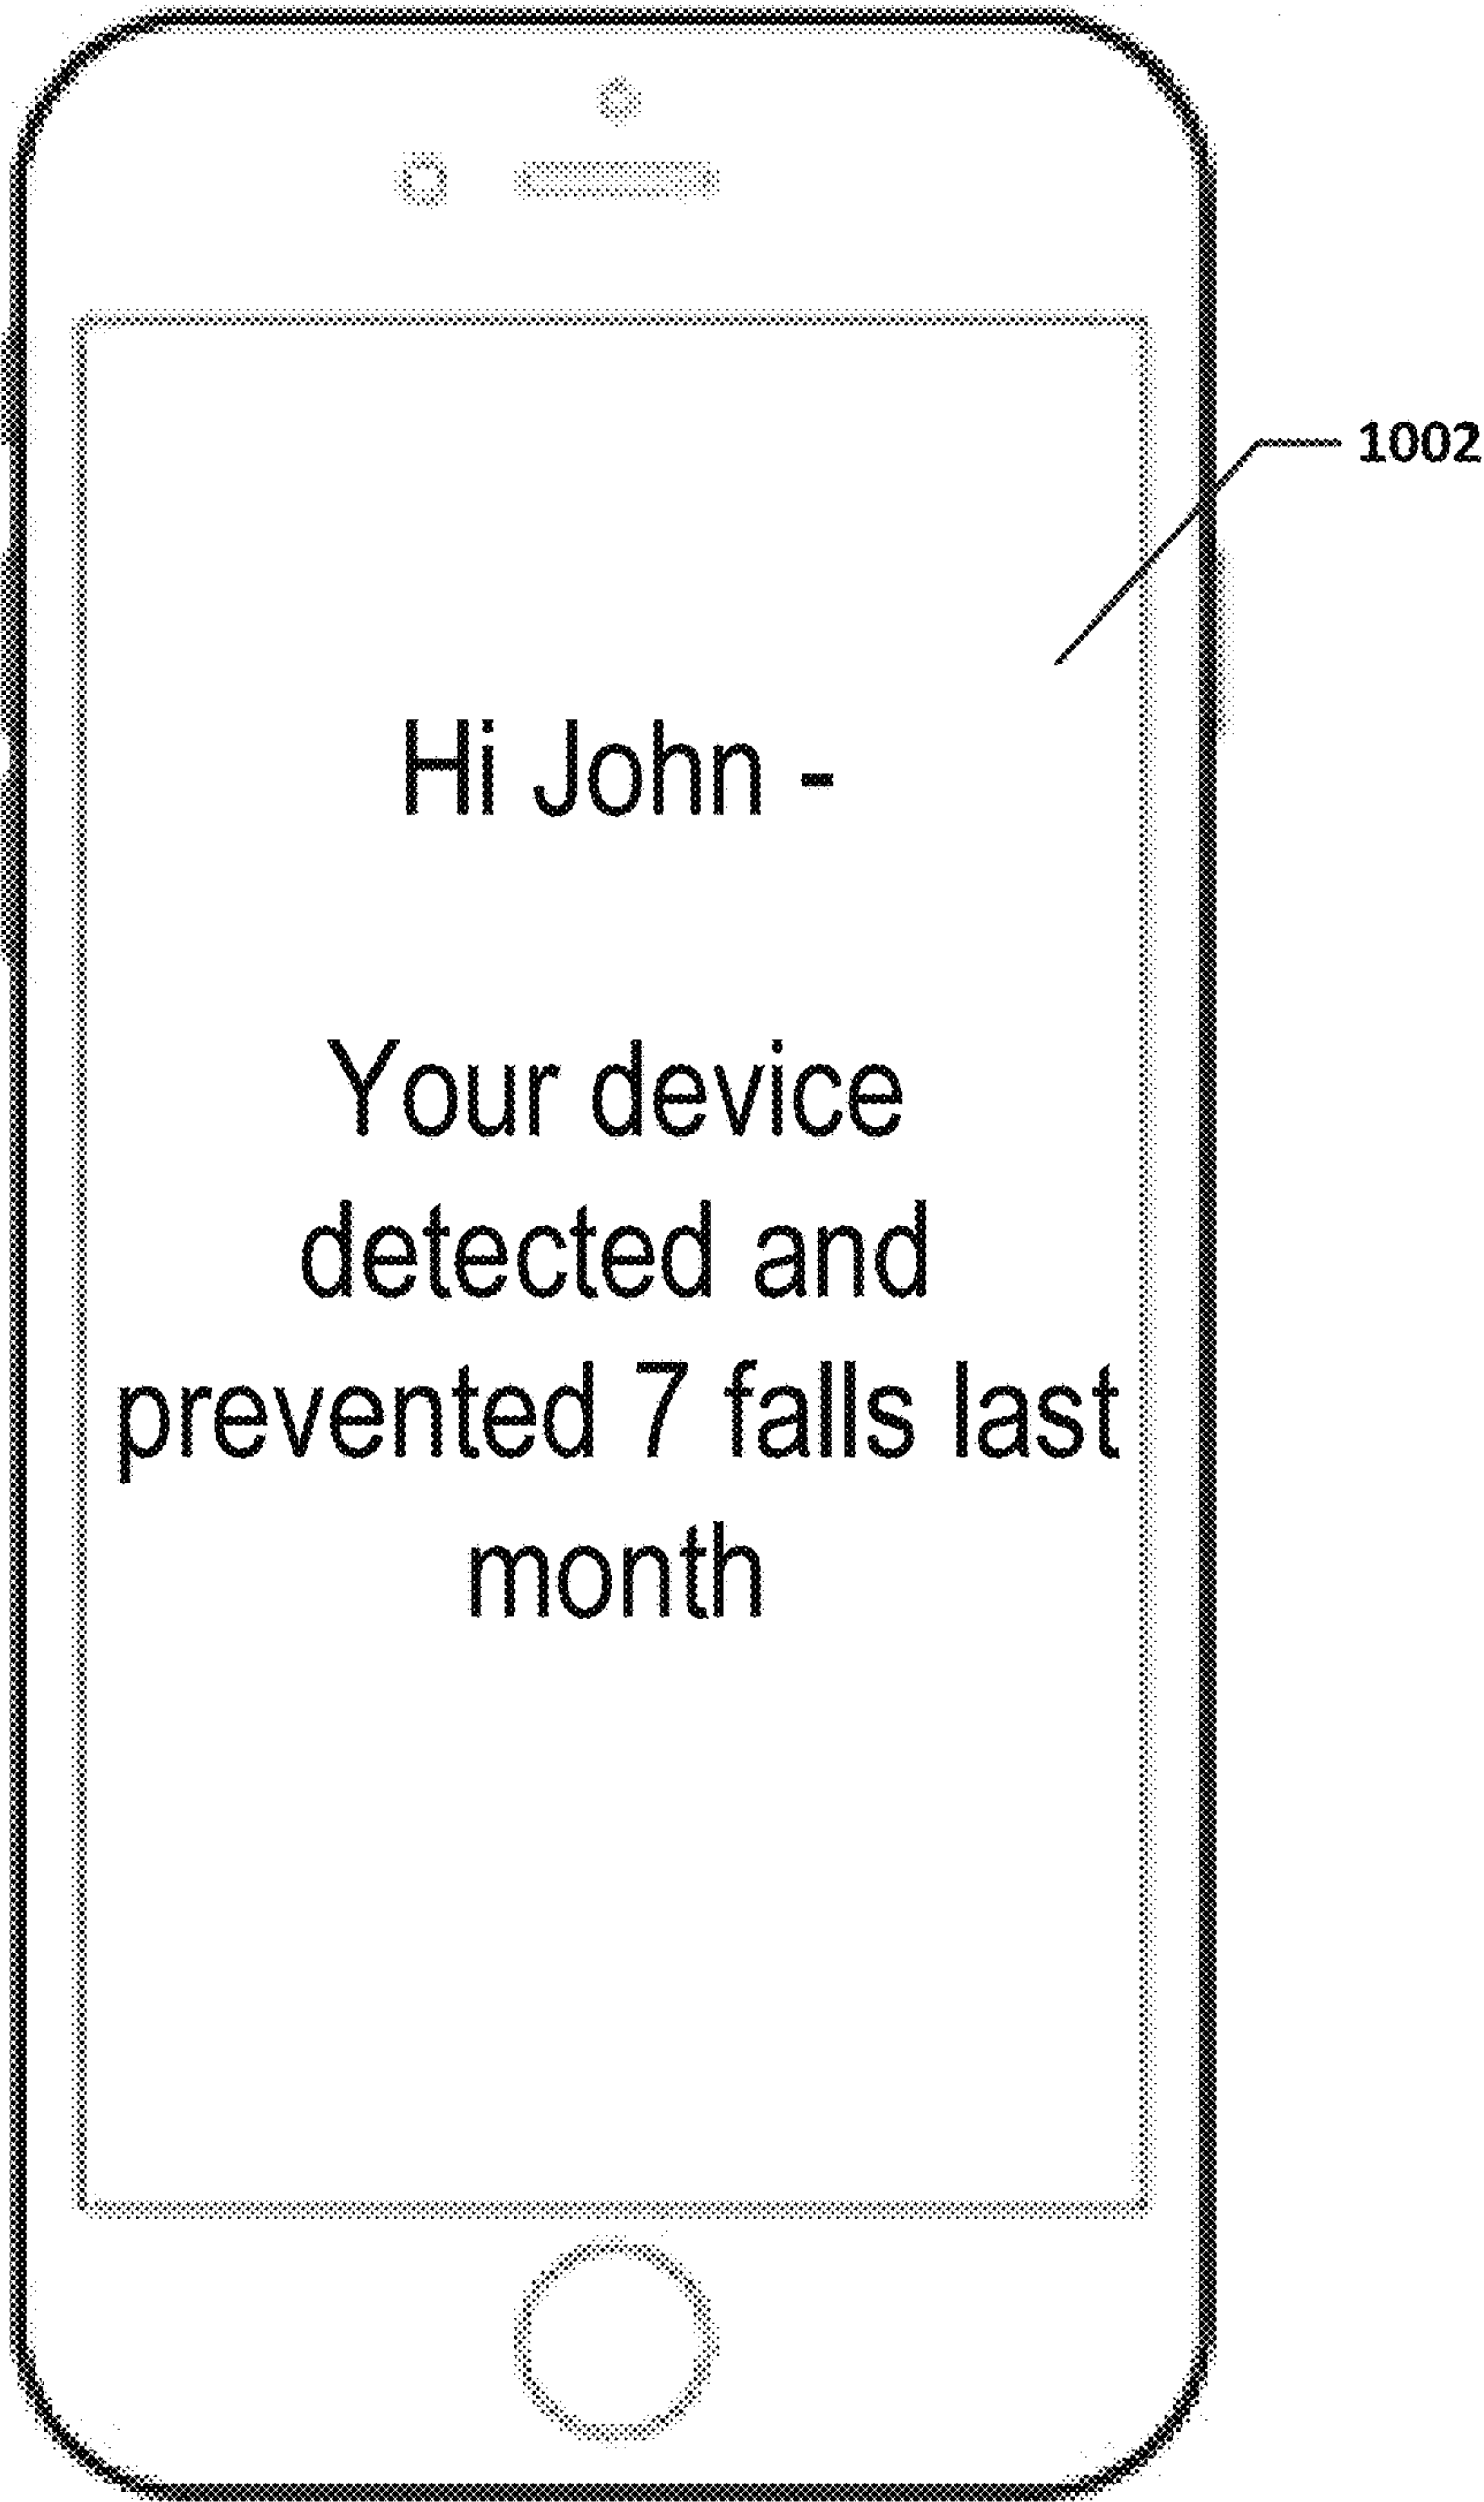 1002
Hi John -
Your device
detected and
prevented 7 falls last
month